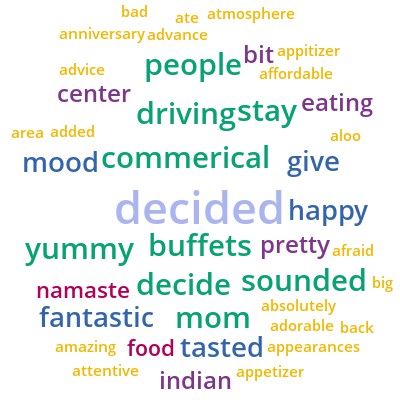 bad
ate atmosphere
anniversary advance
people bit appitizer
advice affordable
center eating
driving stay
area added aloo
mood commerical give
decided happy
yummy buffets pretty afraid
namaste decide sounded big
fantastic mom absolutely
adorable back
amazing food tasted appearances
attentive indian appetizer